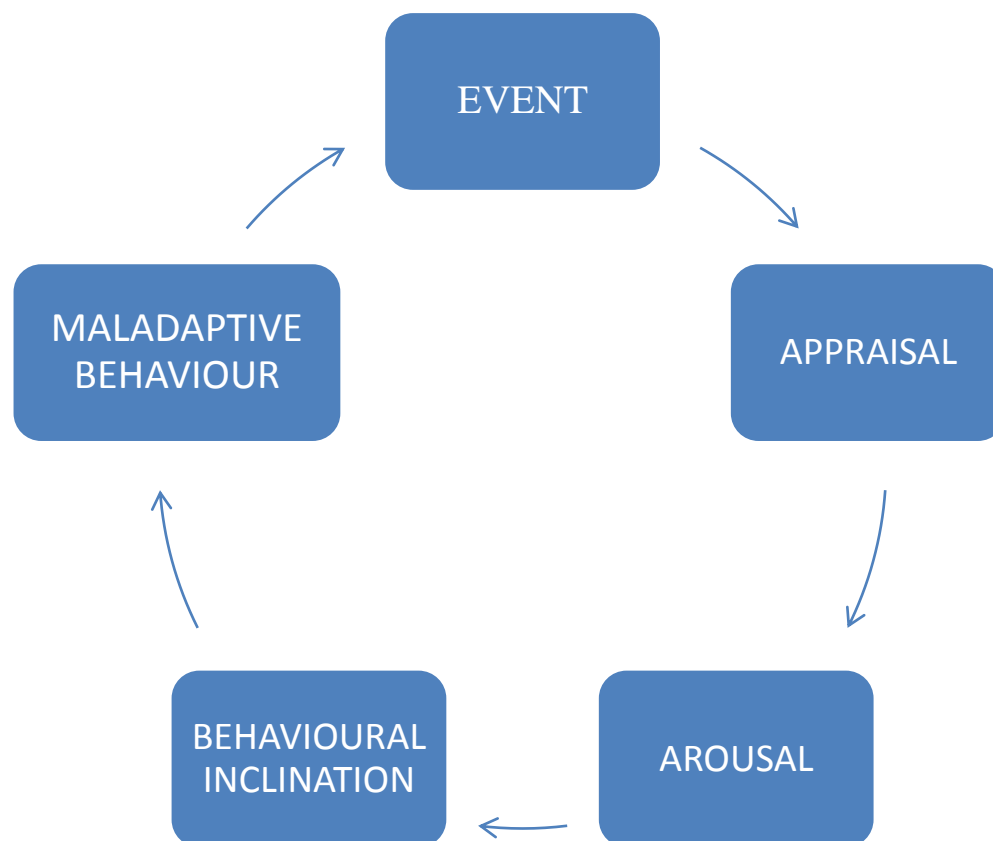 EVENT
APPRAISAL
AROUSAL
BEHAVIOURAL
INCLINATION
MALADAPTIVE
BEHAVIOUR